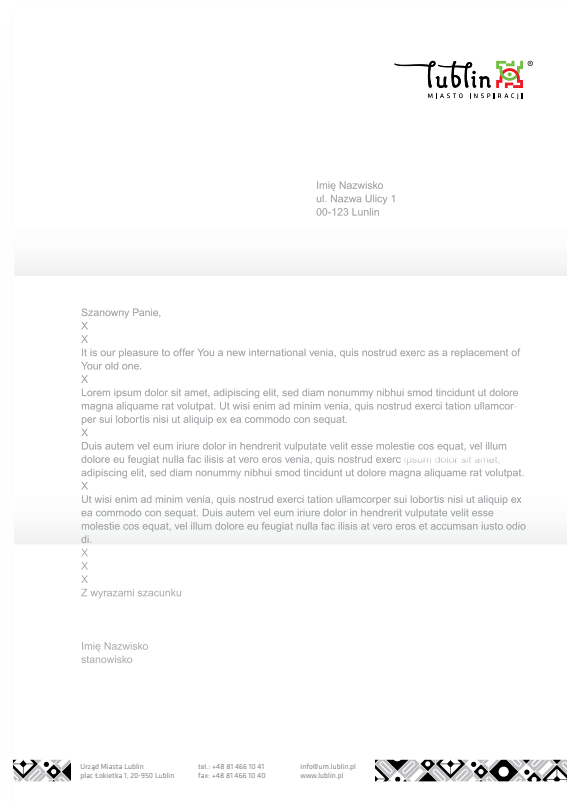 lublin ®
MIASTO INSPIRACJI
Imię Nazwisko
ul. Nazwa Ulicy 1
00-123 Lunlin
Szanowny Panie,
X
X
It is our pleasure to offer You a new international venia, quis nostrud exerc as a replacement of
Your old one.
X
Lorem ipsum dolor sit amet, adipiscing elit, sed diam nonummy nibhui smod tincidunt ut dolore
magna aliquame rat volutpat. Ut wisi enim ad minim venia, quis nostrud exerci tation ullamcor-
per sui lobortis nisi ut aliquip ex ea commodo con sequat.
X
Duis autem vel eum iriure dolor in hendrerit vulputate velit esse molestie cos equat, vel illum
dolore eu feugiat nulla fac ilisis at vero eros venia, quis nostrud exerc ipsum dolor sit amet,
adipiscing elit, sed diam nonummy nibhui smod tincidunt ut dolore magna aliquame rat volutpat.
X
Ut wisi enim ad minim venia, quis nostrud exerci tation ullamcorper sui lobortis nisi ut aliquip ex
ea commodo con sequat. Duis autem vel eum iriure dolor in hendrerit vulputate velit esse
molestie cos equat, vel illum dolore eu feugiat nulla fac ilisis at vero eros et accumsan iusto odio
di.
X
X
X
Z wyrazami szacunku
Imię Nazwisko
stanowisko
Urząd Miasta Lublin
plac Łokietka 1, 20-950 Lublin
tel.: +48 81 466 10 41
fax: +48 81 466 10 40
info@um.lublin.pl
www.lublin.pl